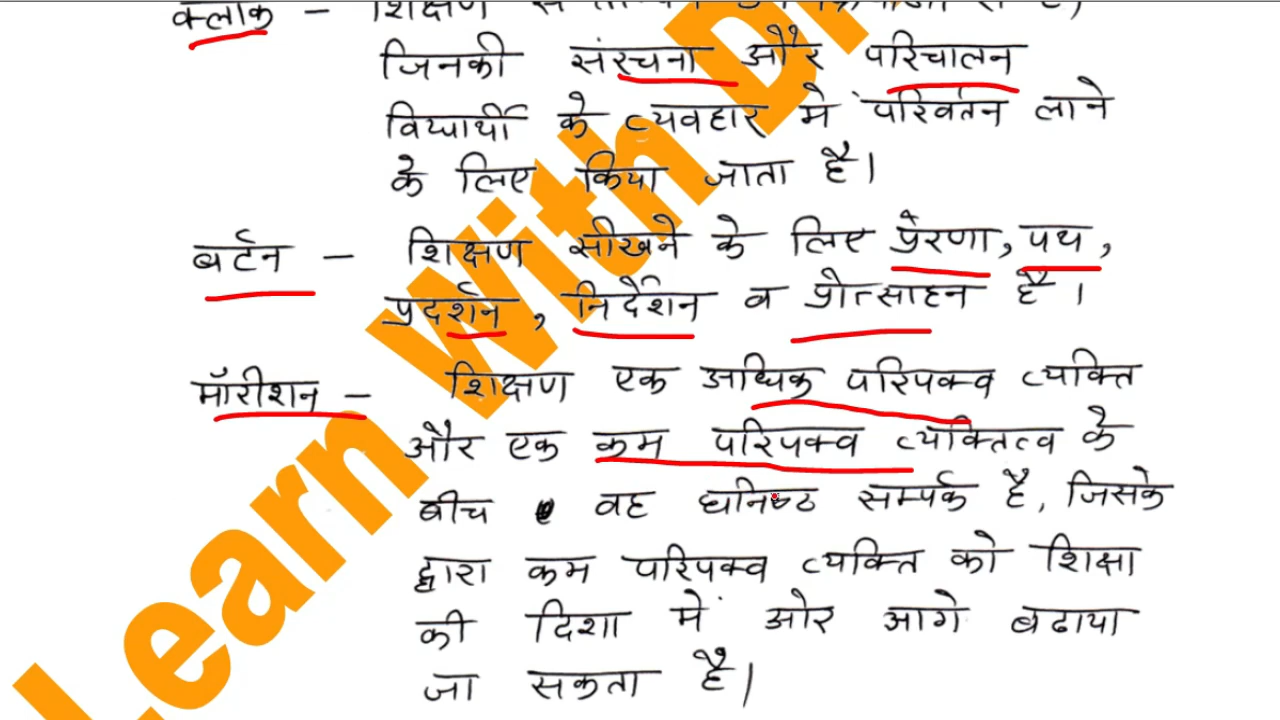 क्लार्क - शिक्षण
जिनकी संरचना और परिचालन
विद्यार्थी के व्यवहार में परिवर्तन लाने
के लिए किया जाता है।
बर्टन - शिक्षण सीखने के लिए प्रेरणा, पथ,
प्रदर्शन, निर्देशन व प्रोत्साहन है।
मॉरीशन - शिक्षण एक अधिक परिपक्व व्यक्ति
और एक कम परिपक्व व्यक्तित्व के
बीच वह घनिष्ठ सम्पर्क है, जिसके
द्वारा कम परिपक्व व्यक्ति को शिक्षा
की दिशा में ओर आगे बढाया
जा सकता है।
Learn With